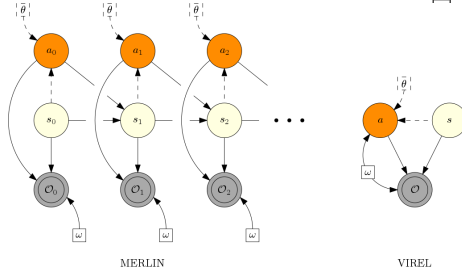 θ̄ θ̄ θ̄
a₀ a₁ a₂ θ̄
s₀ s₁ s₂ a s
𝒪₀ 𝒪₁ 𝒪₂ ω 𝒪
ω ω ω
MERLIN VIREL